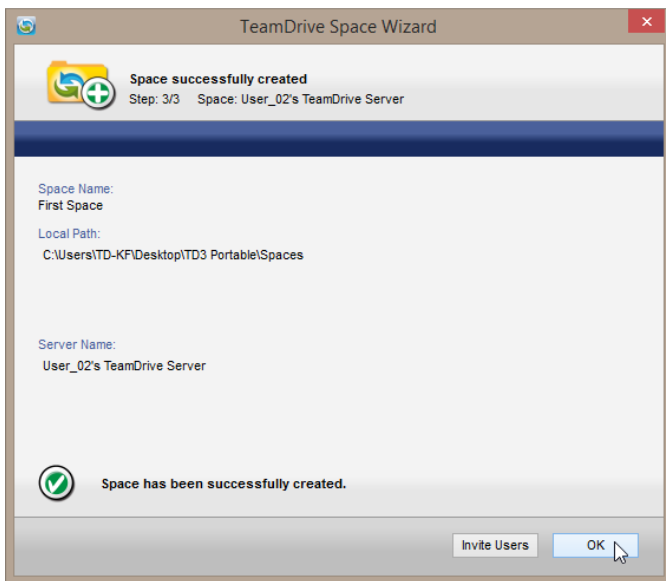 TeamDrive Space Wizard
Space successfully created
Step: 3/3 Space: User_02's TeamDrive Server
Space Name:
First Space
Local Path:
C:\Users\TD-KF\Desktop\TD3 Portable\Spaces
Server Name:
User_02's TeamDrive Server
Space has been successfully created.
Invite Users OK